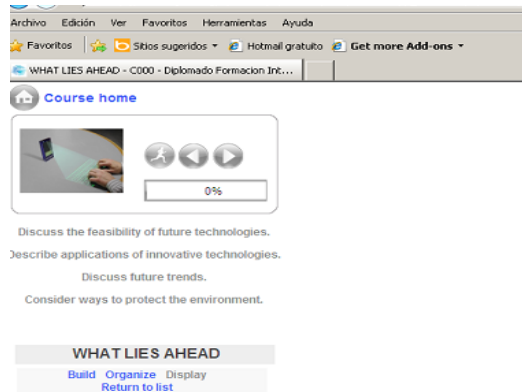 Archivo Edición Ver Favoritos Herramientas Ayuda
Favoritos Sitios sugeridos Hotmail gratuito Get more Add-ons
WHAT LIES AHEAD - C000 - Diplomado Formacion Int...
Course home
0%
Discuss the feasibility of future technologies.
Describe applications of innovative technologies.
Discuss future trends.
Consider ways to protect the environment.
WHAT LIES AHEAD
Build Organize Display
Return to list